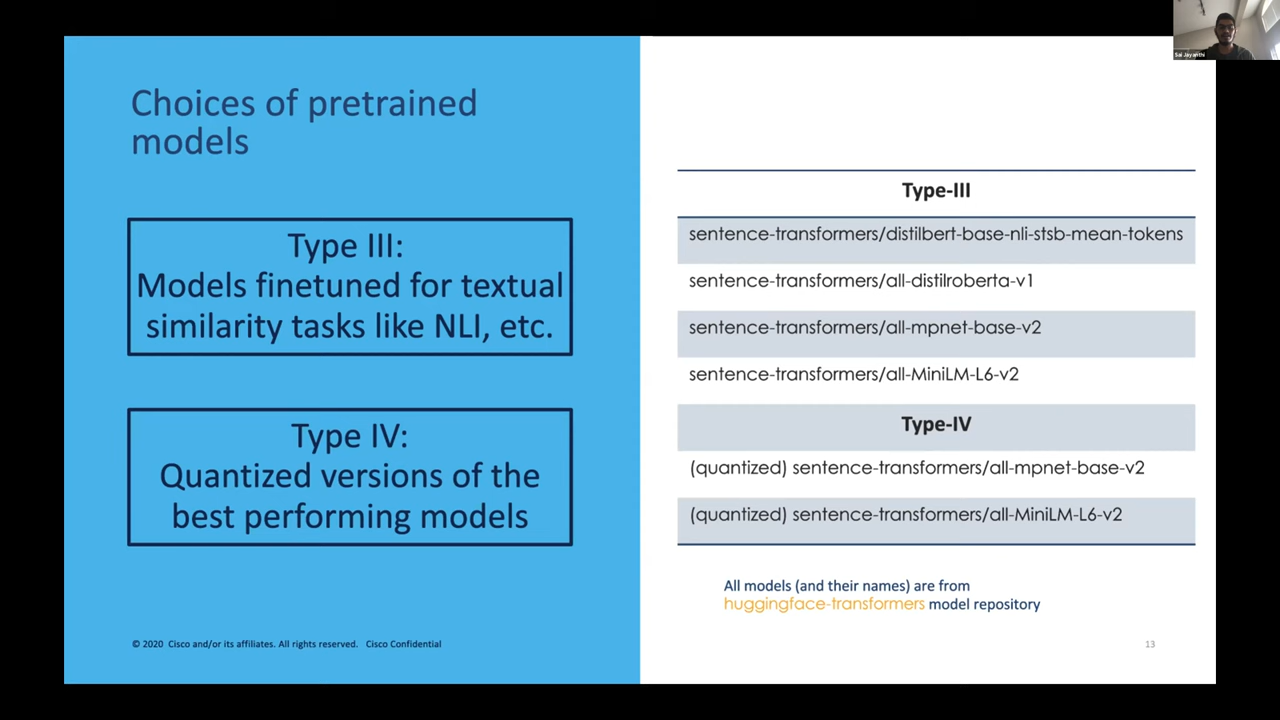 Sai Jayanthi
Choices of pretrained
models
Type III:
Models finetuned for textual
similarity tasks like NLI, etc.
Type IV:
Quantized versions of the
best performing models
Type-III
sentence-transformers/distilbert-base-nli-stsb-mean-tokens
sentence-transformers/all-distilroberta-v1
sentence-transformers/all-mpnet-base-v2
sentence-transformers/all-MiniLM-L6-v2
Type-IV
(quantized) sentence-transformers/all-mpnet-base-v2
(quantized) sentence-transformers/all-MiniLM-L6-v2
All models (and their names) are from
huggingface-transformers model repository
© 2020 Cisco and/or its affiliates. All rights reserved. Cisco Confidential
13